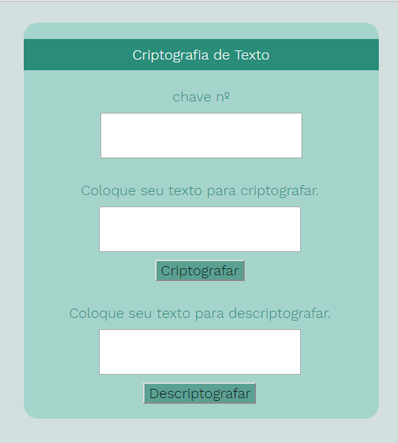 Criptografia de Texto
chave nº
Coloque seu texto para criptografar.
Criptografar
Coloque seu texto para descriptografar.
Descriptografar